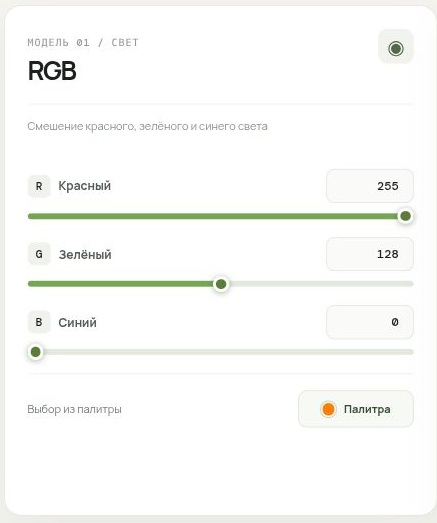 МОДЕЛЬ 01 / СВЕТ
RGB
Смешение красного, зелёного и синего света
R Красный 255
G Зелёный 128
B Синий 0
Выбор из палитры Палитра